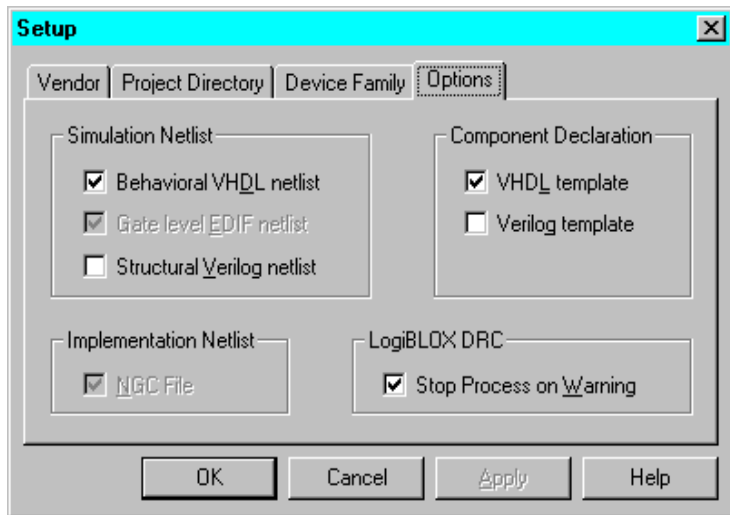 Setup
Vendor Project Directory Device Family Options
Simulation Netlist
Behavioral VHDL netlist
Gate level EDIF netlist
Structural Verilog netlist
Component Declaration
VHDL template
Verilog template
Implementation Netlist
NGC File
LogiBLOX DRC
Stop Process on Warning
OK Cancel Apply Help